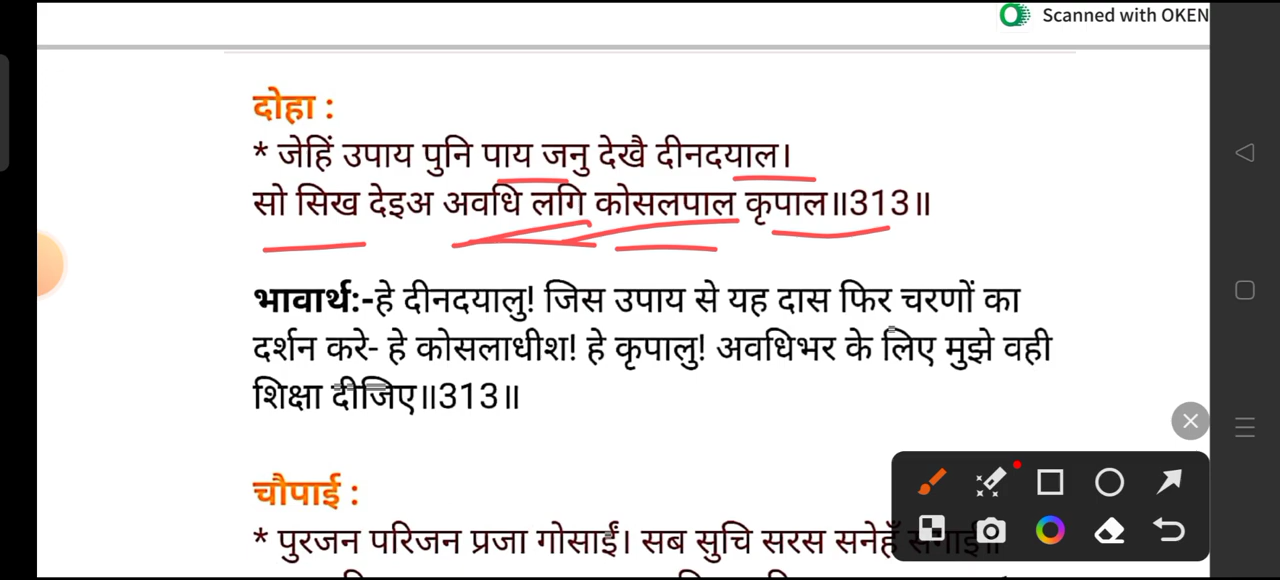 Scanned with OKEN
दोहा :
* जेहिं उपाय पुनि पाय जनु देखै दीनदयाल।
सो सिख देइअ अवधि लगि कोसलपाल कृपाल॥313॥
भावार्थ:-हे दीनदयालु! जिस उपाय से यह दास फिर चरणों का
दर्शन करे- हे कोसलाधीश! हे कृपालु! अवधिभर के लिए मुझे वही
शिक्षा दीजिए॥313॥
चौपाई :
* पुरजन परिजन प्रजा गोसाईं। सब सुचि सरस सनेहँ सगाईं॥